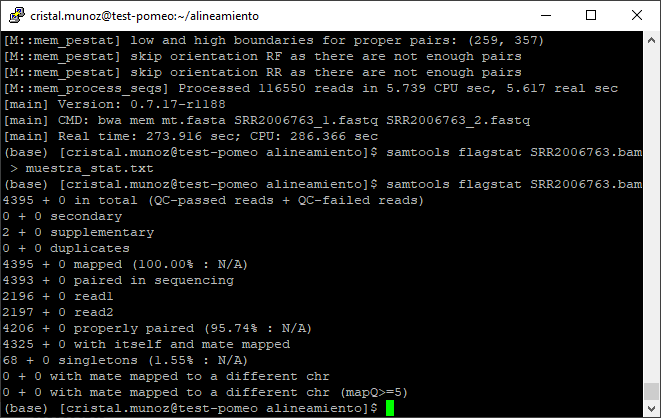 cristal.munoz@test-pomeo:~/alineamiento
[M::mem_pestat] low and high boundaries for proper pairs: (259, 357)
[M::mem_pestat] skip orientation RF as there are not enough pairs
[M::mem_pestat] skip orientation RR as there are not enough pairs
[M::mem_process_seqs] Processed 116550 reads in 5.739 CPU sec, 5.617 real sec
[main] Version: 0.7.17-r1188
[main] CMD: bwa mem mt.fasta SRR2006763_1.fastq SRR2006763_2.fastq
[main] Real time: 273.916 sec; CPU: 286.366 sec
(base) [cristal.munoz@test-pomeo alineamiento]$ samtools flagstat SRR2006763.bam
 > muestra_stat.txt
(base) [cristal.munoz@test-pomeo alineamiento]$ samtools flagstat SRR2006763.bam
4395 + 0 in total (QC-passed reads + QC-failed reads)
0 + 0 secondary
2 + 0 supplementary
0 + 0 duplicates
4395 + 0 mapped (100.00% : N/A)
4393 + 0 paired in sequencing
2196 + 0 read1
2197 + 0 read2
4206 + 0 properly paired (95.74% : N/A)
4325 + 0 with itself and mate mapped
68 + 0 singletons (1.55% : N/A)
0 + 0 with mate mapped to a different chr
0 + 0 with mate mapped to a different chr (mapQ>=5)
(base) [cristal.munoz@test-pomeo alineamiento]$